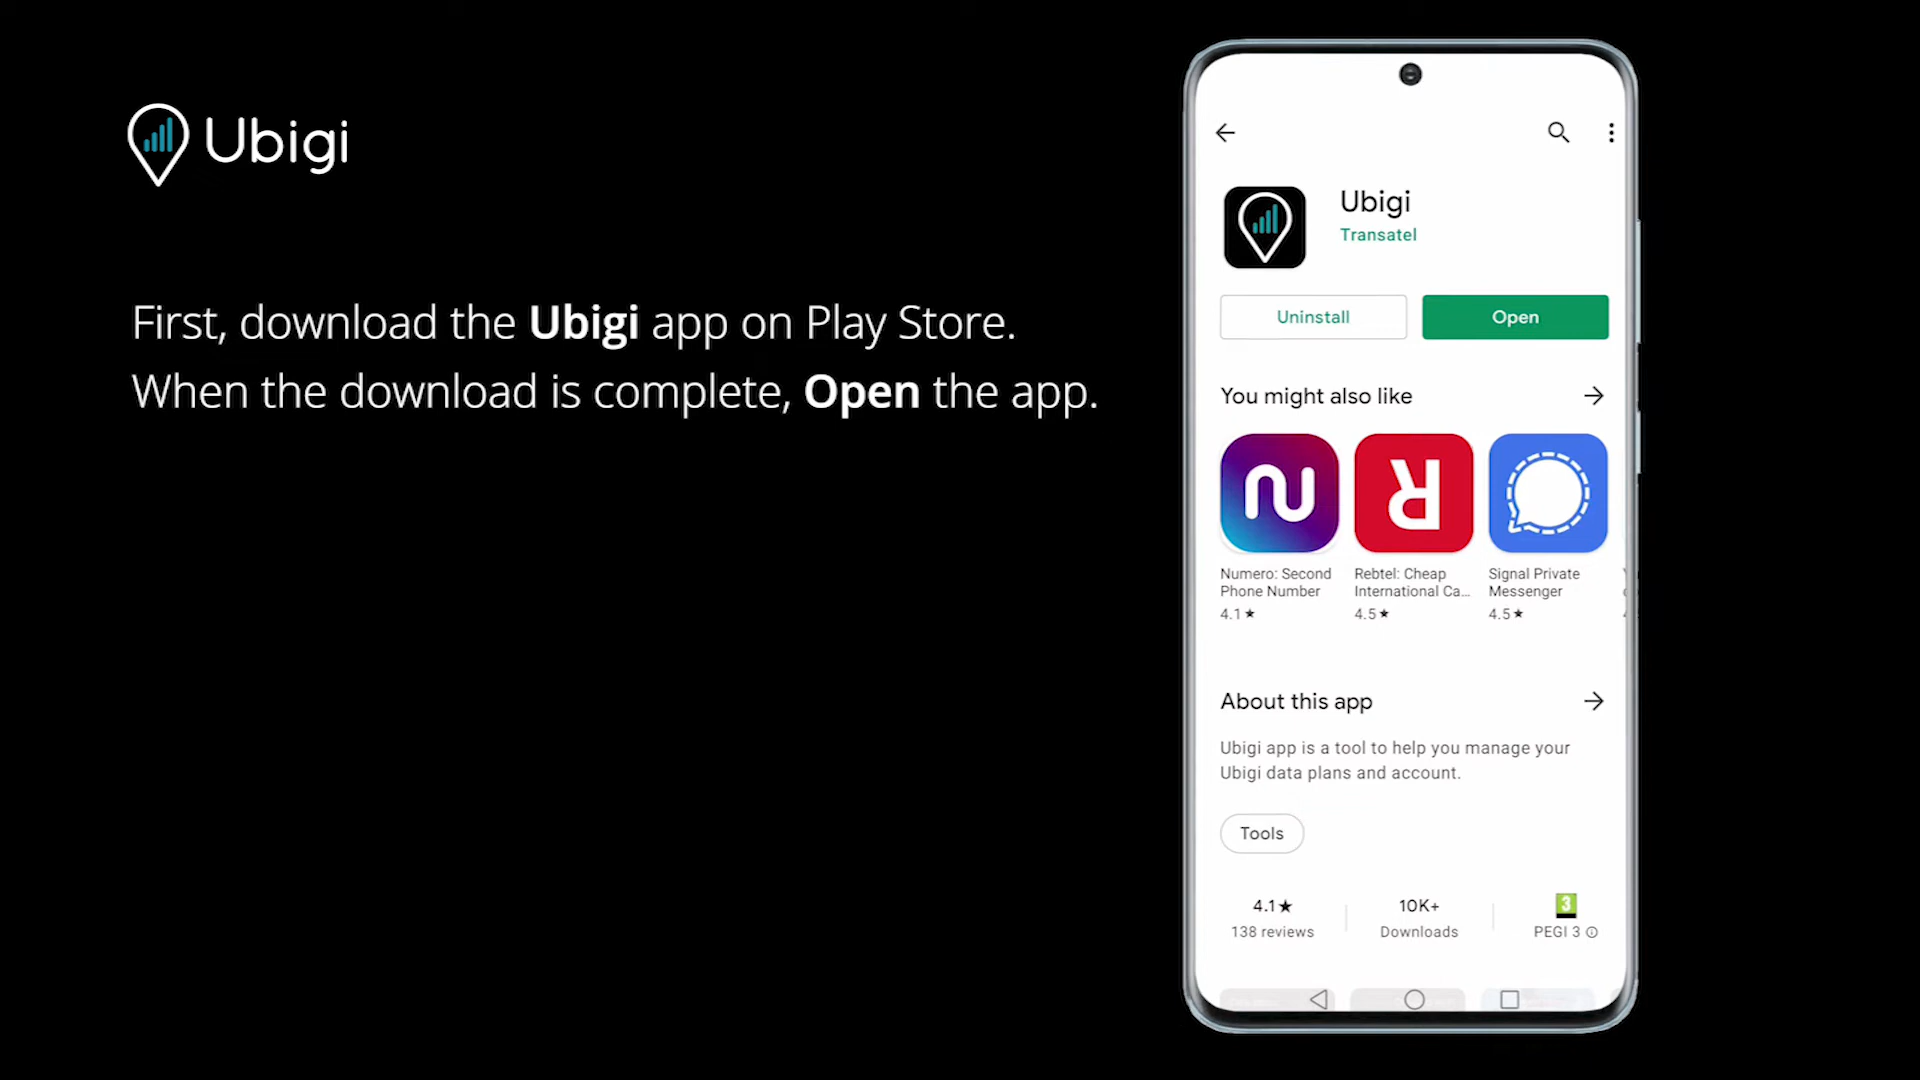 Ubigi
First, download the Ubigi app on Play Store.
When the download is complete, Open the app.
Ubigi
Transatel
Uninstall
Open
You might also like
Numero: Second
Phone Number
4.1★
Rebtel: Cheap
International Ca...
4.5★
Signal Private
Messenger
4.5★
About this app
Ubigi app is a tool to help you manage your
Ubigi data plans and account.
Tools
4.1★
138 reviews
10K+
Downloads
3
PEGI 3